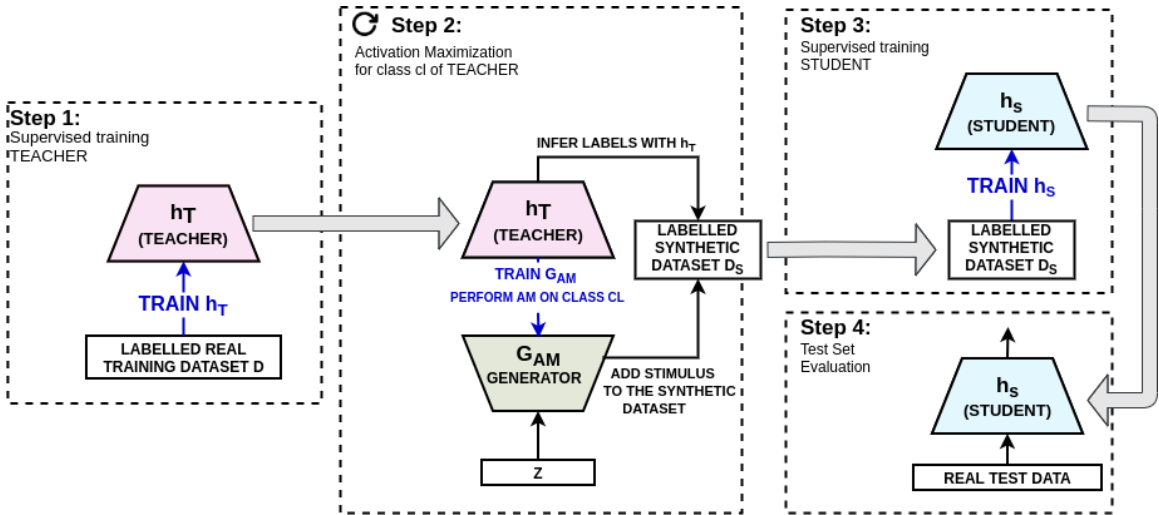 Step 1:
Supervised training
TEACHER
hT
(TEACHER)
TRAIN hT
LABELLED REAL
TRAINING DATASET D
Step 2:
Activation Maximization
for class cl of TEACHER
INFER LABELS WITH hT
hT
(TEACHER)
TRAIN GAM
PERFORM AM ON CLASS CL
GAM
GENERATOR
Z
LABELLED
SYNTHETIC
DATASET DS
ADD STIMULUS
TO THE SYNTHETIC
DATASET
Step 3:
Supervised training
STUDENT
hs
(STUDENT)
TRAIN hS
LABELLED
SYNTHETIC
DATASET DS
Step 4:
Test Set
Evaluation
hs
(STUDENT)
REAL TEST DATA